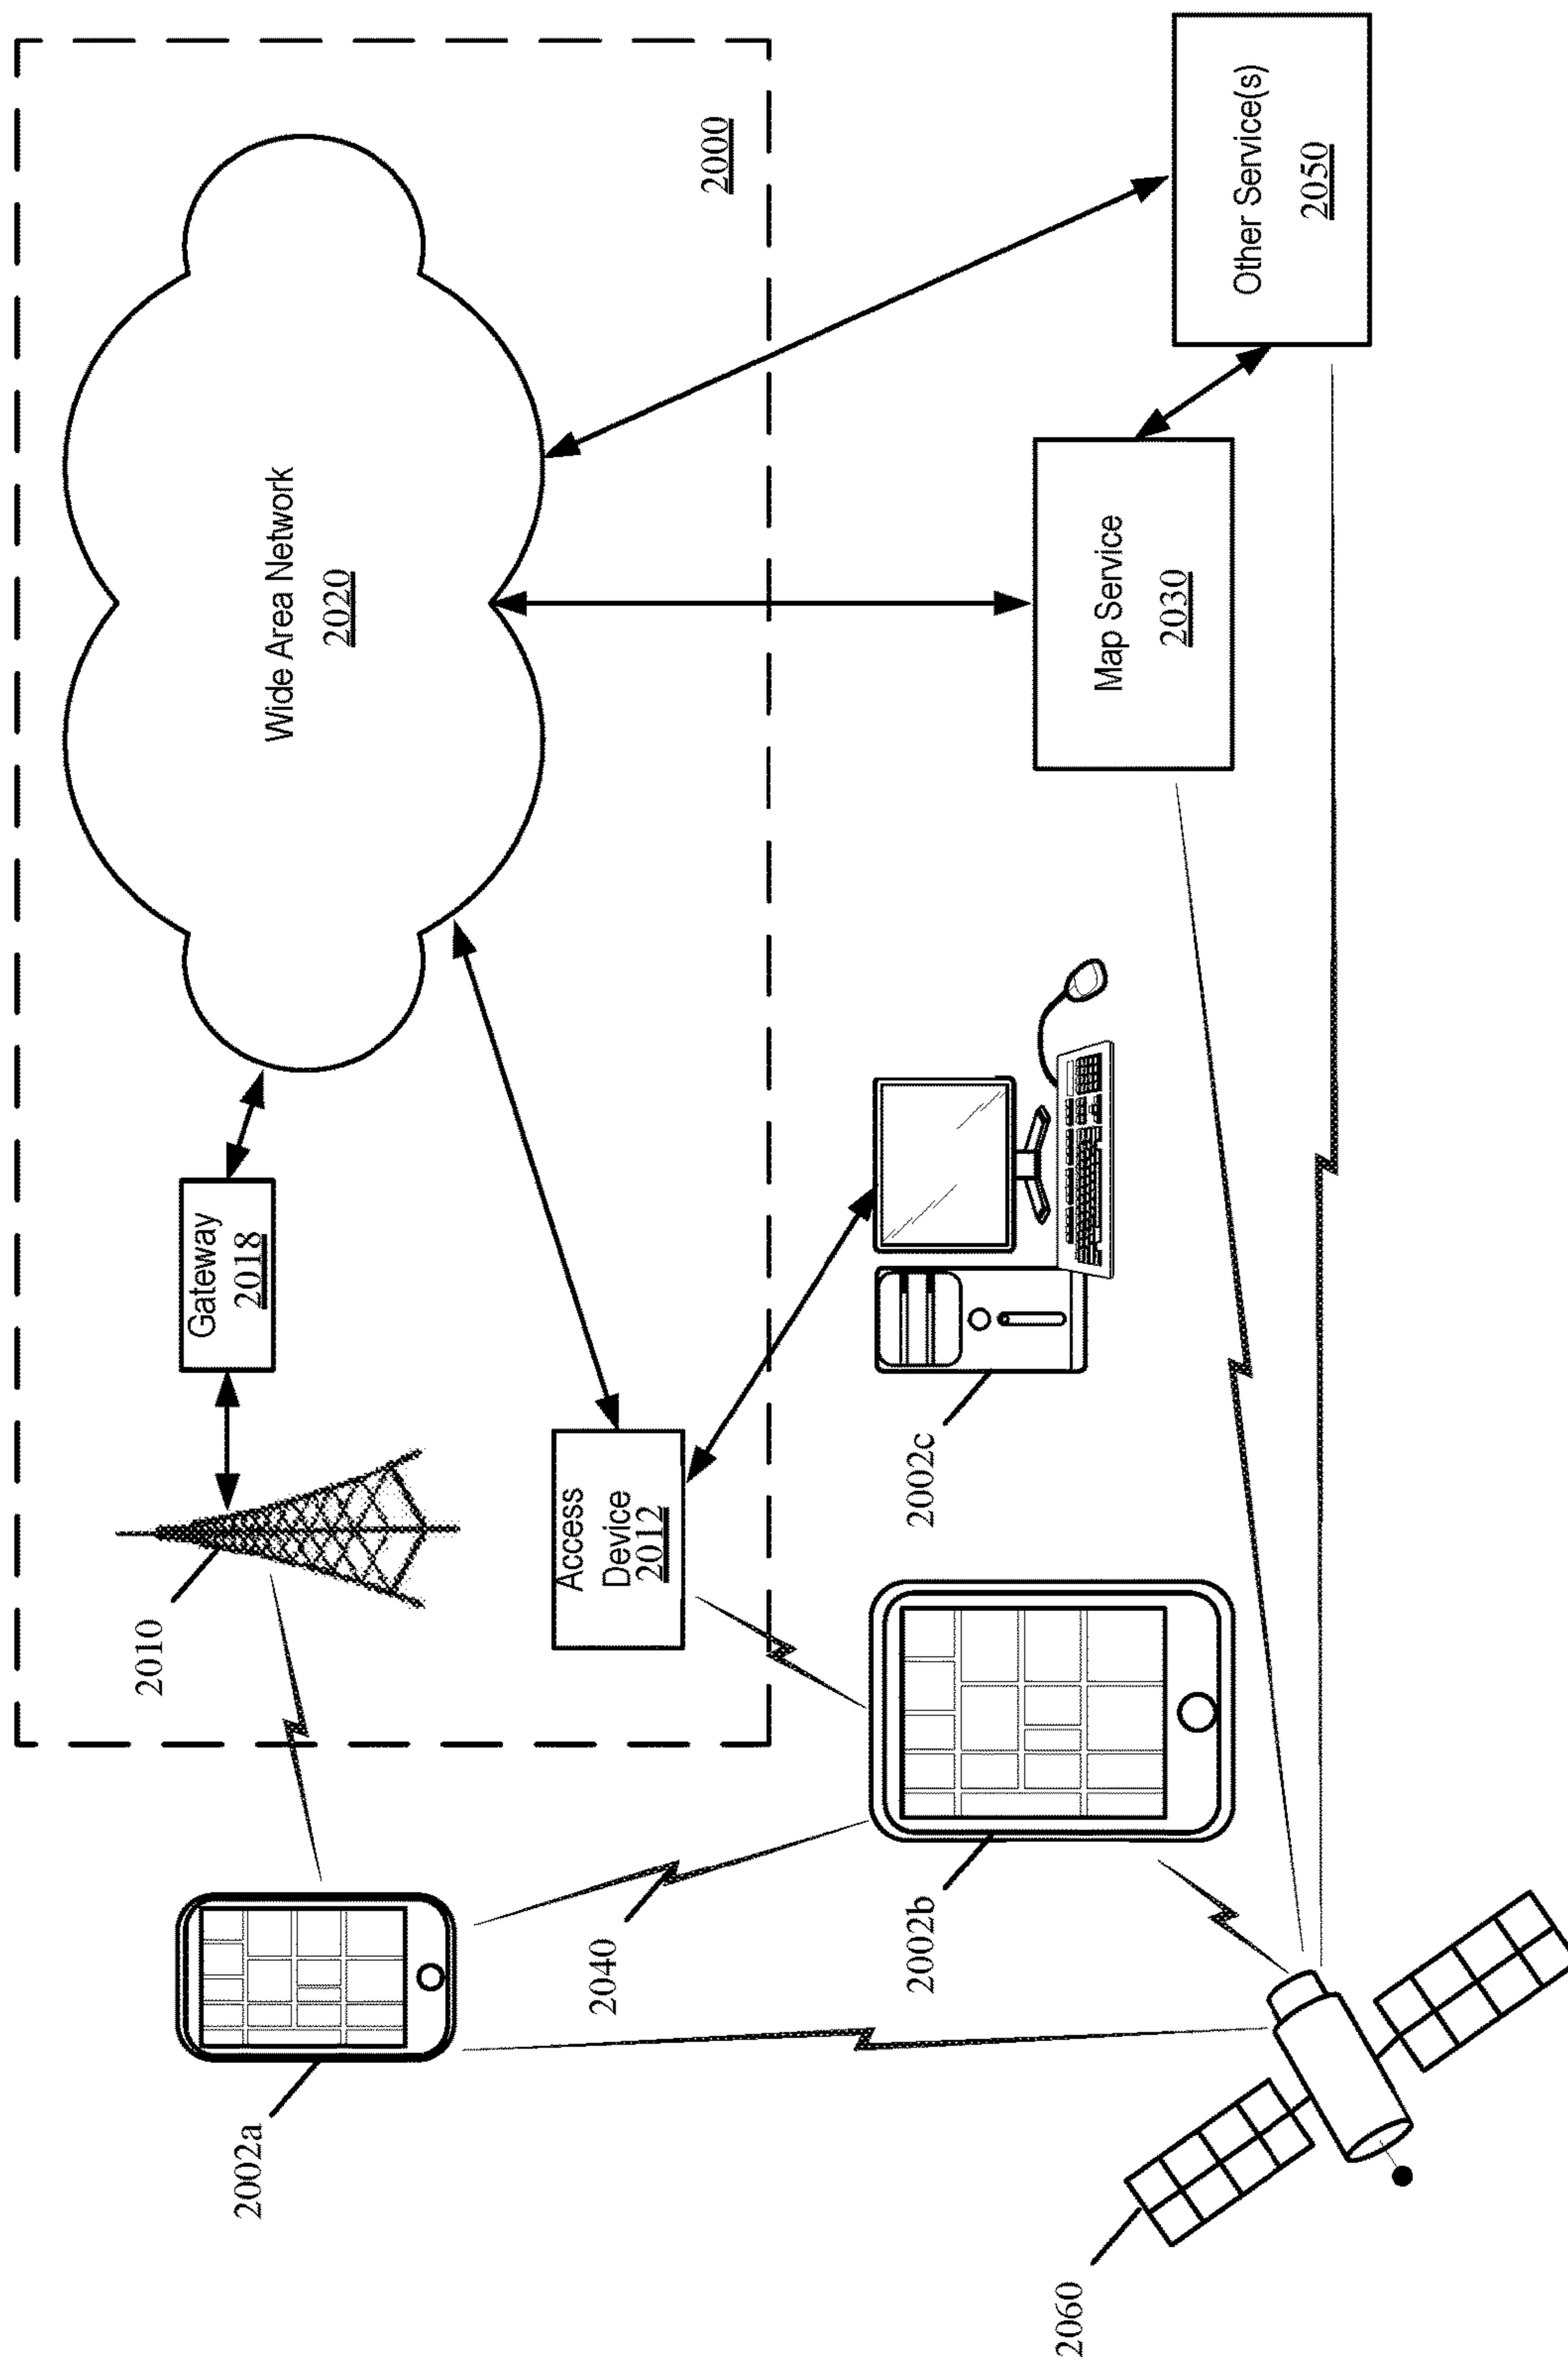 2002a
2010
Gateway
2018
Wide Area Network
2020
2040
Access
Device
2012
2000
2002b
2002c
2060
Map Service
2030
Other Service(s)
2050